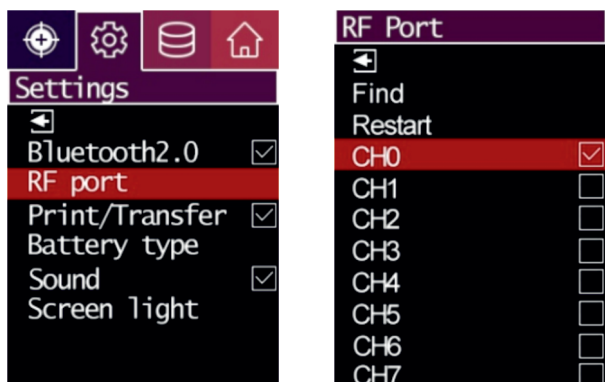 Settings
Bluetooth2.0
RF port
Print/Transfer
Battery type
Sound
Screen light
RF Port
Find
Restart
CH0
CH1
CH2
CH3
CH4
CH5
CH6
CH7